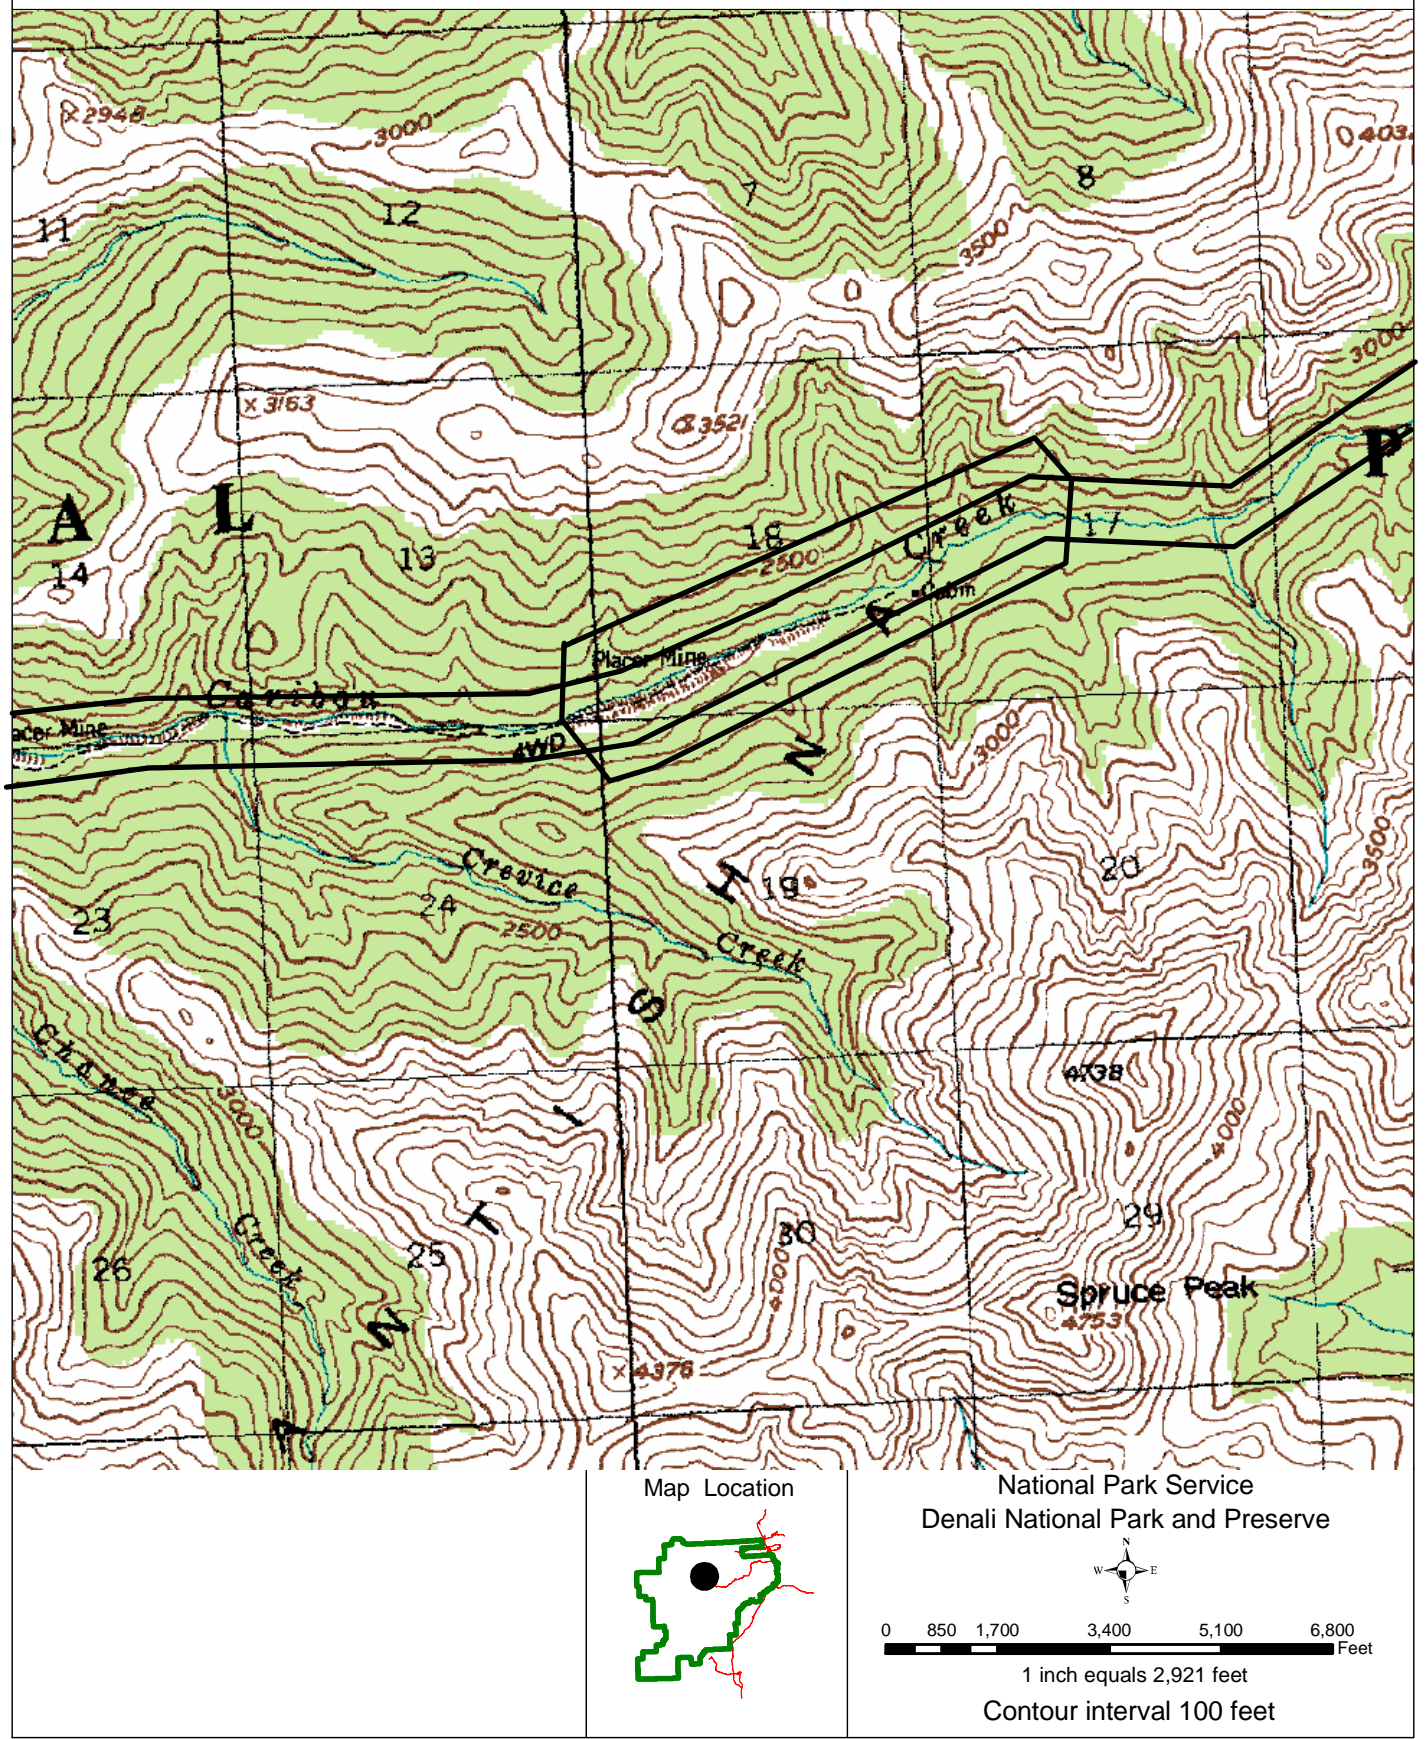 2948
3000
403
8
7
12
11
3500
3000
3163
3521
P
A
L
18
Creek
17
13
2500
14
Cabin
A
Placer Mine
Caribou
acer Mine
4WD
N
3000
3500
Crevice
I
19
20
24
23
2500
Creek
S
Chance
4738
3000
4000
I
T
30
29
25
Creek
26
4000
Spruce Peak
4753
N
4376
A
Map Location
National Park Service
Denali National Park and Preserve
N
W E
S
0 850 1,700 3,400 5,100 6,800
Feet
1 inch equals 2,921 feet
Contour interval 100 feet